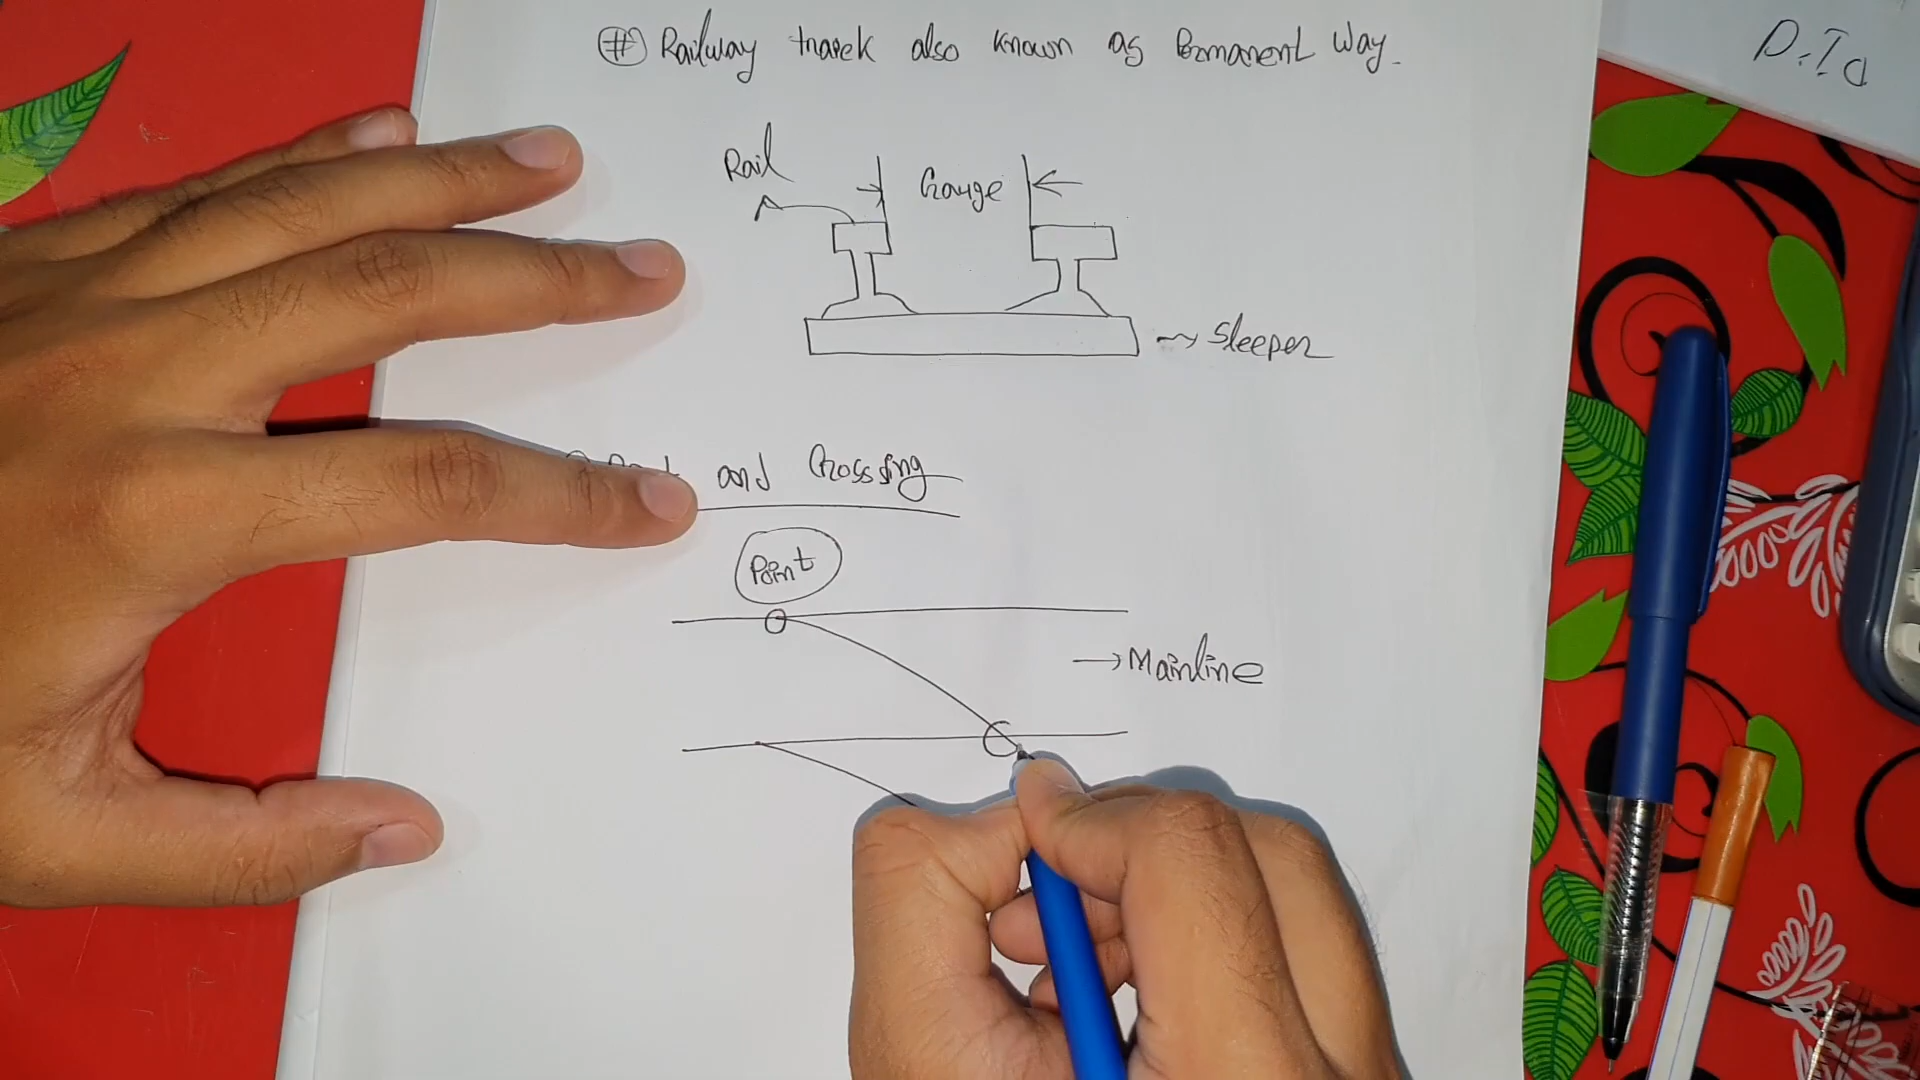 # Railway track also known as Permanent Way.
Rail
Gauge
Sleeper
and Crossing
Point
Mainline